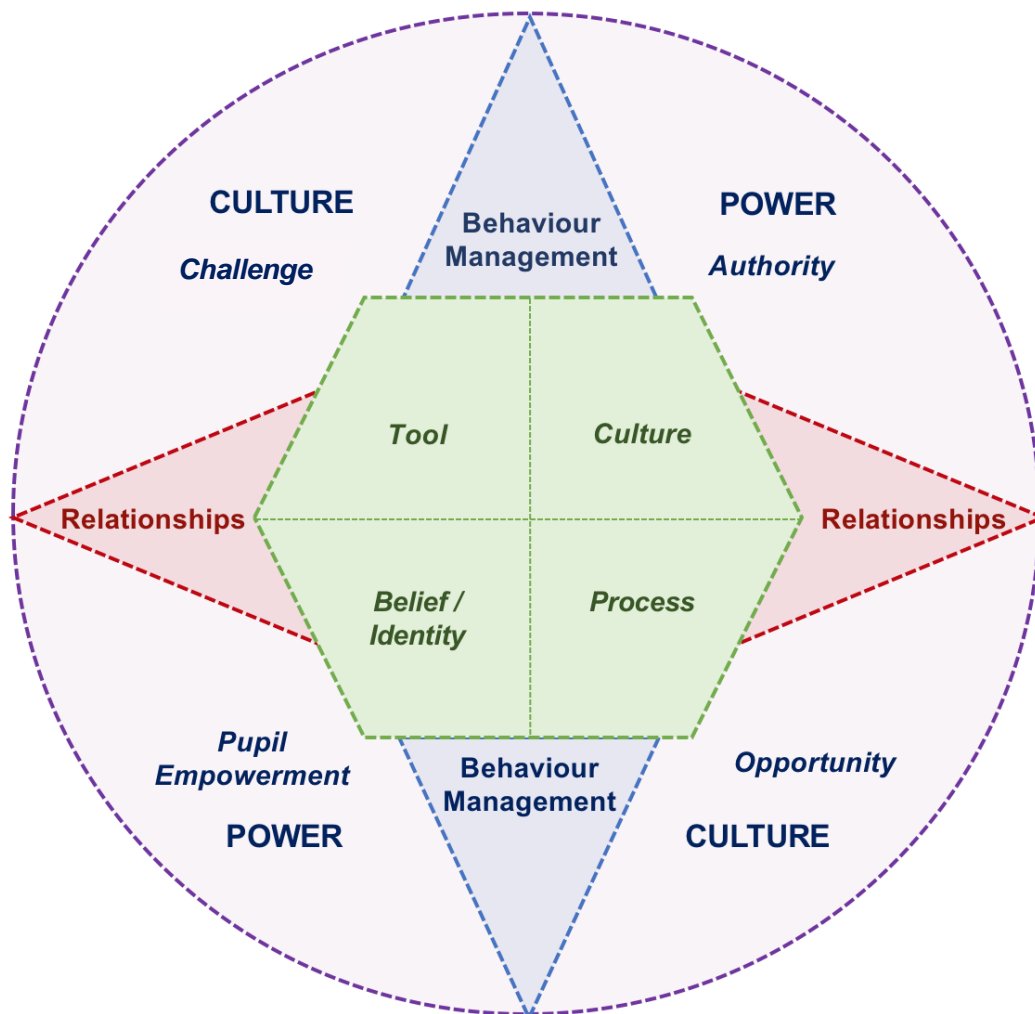 CULTURE
Challenge
Behaviour
Management
POWER
Authority
Tool
Culture
Relationships
Relationships
Belief /
Identity
Process
Pupil
Empowerment
POWER
Behaviour
Management
Opportunity
CULTURE